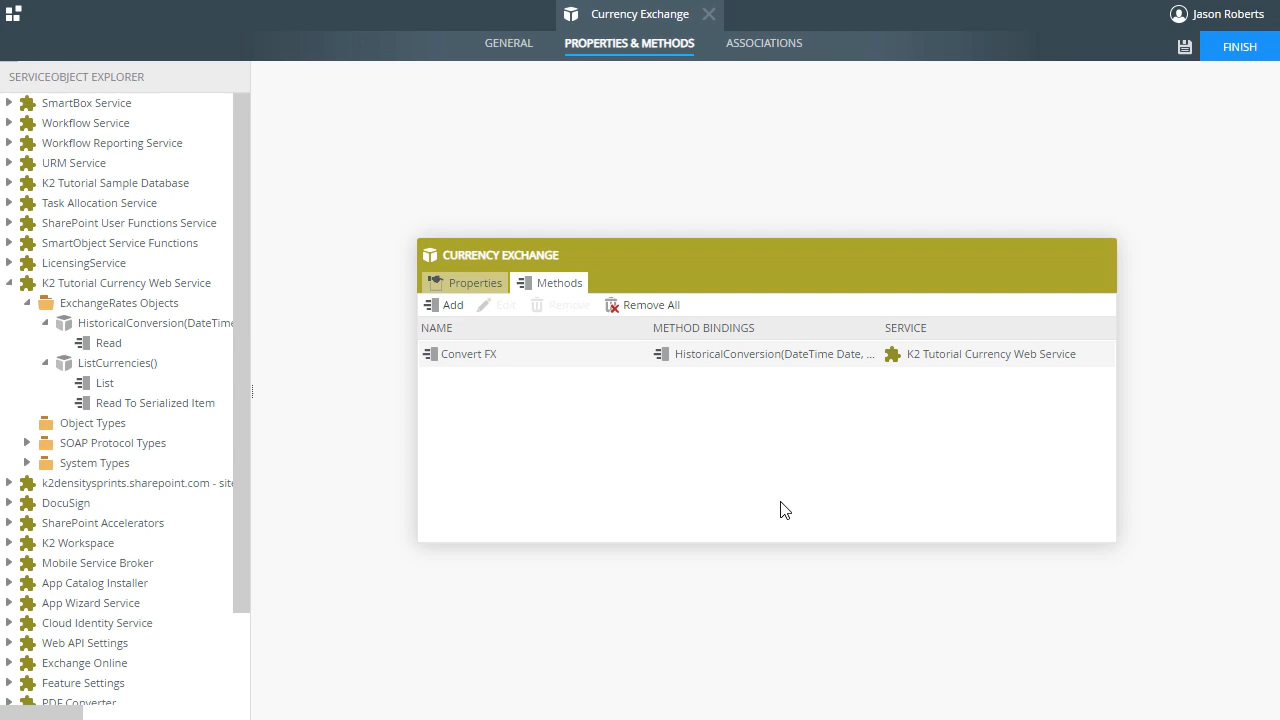 Currency Exchange
Jason Roberts
GENERAL
PROPERTIES & METHODS
ASSOCIATIONS
FINISH
SERVICEOBJECT EXPLORER
SmartBox Service
Workflow Service
Workflow Reporting Service
URM Service
K2 Tutorial Sample Database
Task Allocation Service
SharePoint User Functions Service
SmartObject Service Functions
LicensingService
K2 Tutorial Currency Web Service
ExchangeRates Objects
HistoricalConversion(DateTime
Read
ListCurrencies()
List
Read To Serialized Item
Object Types
SOAP Protocol Types
System Types
k2densitysprints.sharepoint.com - site
DocuSign
SharePoint Accelerators
K2 Workspace
Mobile Service Broker
App Catalog Installer
App Wizard Service
Cloud Identity Service
Web API Settings
Exchange Online
Feature Settings
PDF Converter
CURRENCY EXCHANGE
Properties Methods
Add Edit Remove Remove All
NAME METHOD BINDINGS SERVICE
Convert FX HistoricalConversion(DateTime Date, ... K2 Tutorial Currency Web Service